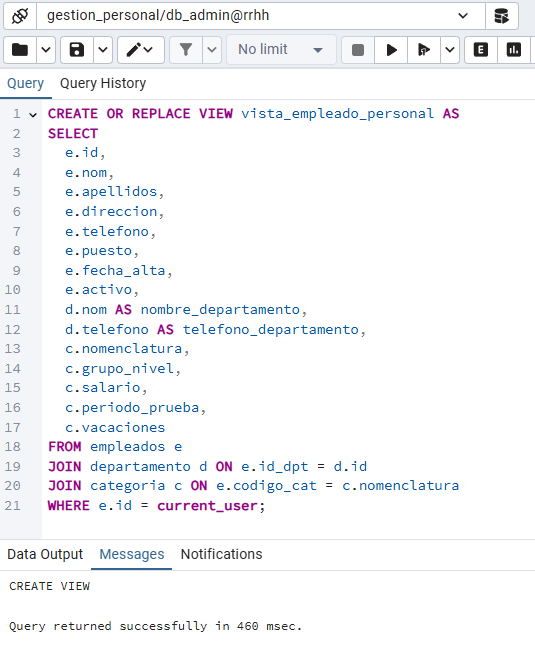 gestion_personal/db_admin@rrhh
No limit
E
Query Query History
1 CREATE OR REPLACE VIEW vista_empleado_personal AS
2 SELECT
3 e.id,
4 e.nom,
5 e.apellidos,
6 e.direccion,
7 e.telefono,
8 e.puesto,
9 e.fecha_alta,
10 e.activo,
11 d.nom AS nombre_departamento,
12 d.telefono AS telefono_departamento,
13 c.nomenclatura,
14 c.grupo_nivel,
15 c.salario,
16 c.periodo_prueba,
17 c.vacaciones
18 FROM empleados e
19 JOIN departamento d ON e.id_dpt = d.id
20 JOIN categoria c ON e.codigo_cat = c.nomenclatura
21 WHERE e.id = current_user;
Data Output Messages Notifications
CREATE VIEW
Query returned successfully in 460 msec.